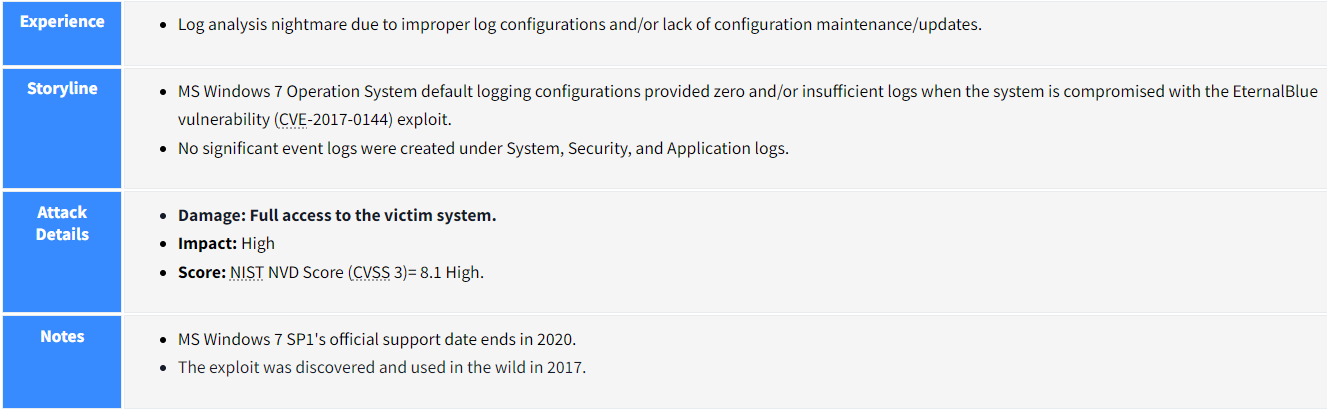 Experience
• Log analysis nightmare due to improper log configurations and/or lack of configuration maintenance/updates.
Storyline
• MS Windows 7 Operation System default logging configurations provided zero and/or insufficient logs when the system is compromised with the EternalBlue
vulnerability (CVE-2017-0144) exploit.
• No significant event logs were created under System, Security, and Application logs.
Attack
Details
• Damage: Full access to the victim system.
• Impact: High
• Score: NIST NVD Score (CVSS 3)= 8.1 High.
Notes
• MS Windows 7 SP1's official support date ends in 2020.
• The exploit was discovered and used in the wild in 2017.